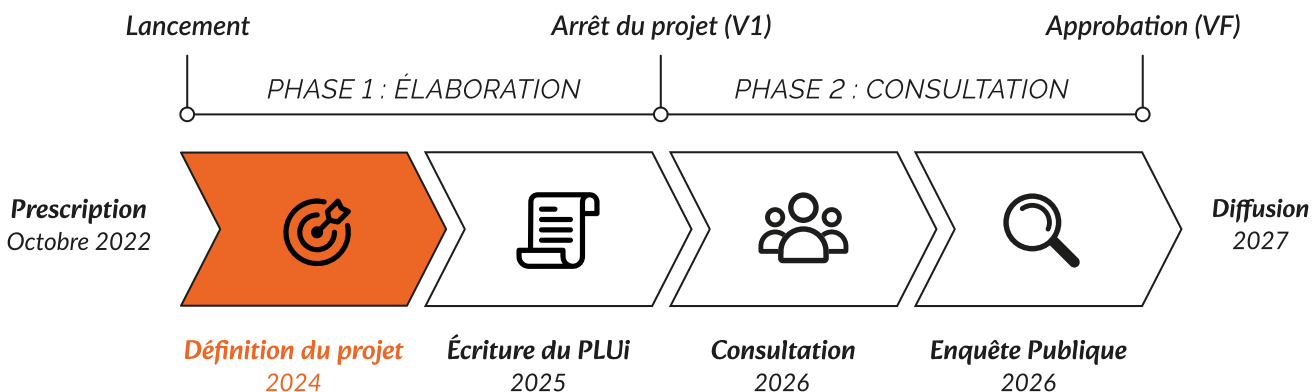 Lancement
Arrêt du projet (V1)
Approbation (VF)
PHASE 1 : ÉLABORATION
PHASE 2 : CONSULTATION
Prescription
Octobre 2022
Diffusion
2027
Définition du projet
2024
Écriture du PLUi
2025
Consultation
2026
Enquête Publique
2026